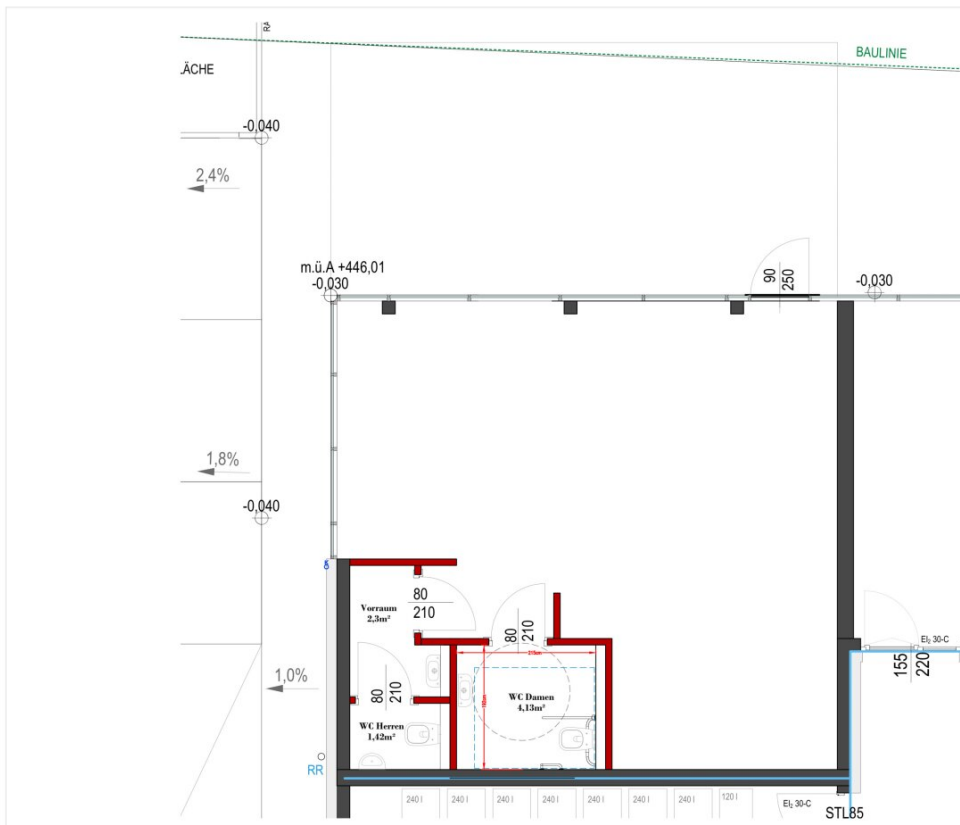 RA
BAULINIE
ÄCHE
-0,040
2,4%
m.ü.A +446,01
-0,030
90
250
-0,030
1,8%
-0,040
80
210
Vorraum
2,3m²
80
210
215cm
EI₂ 30-C
155
220
1,0%
80
210
WC Damen
4,13m²
WC Herren
1,42m²
RR
240 l
240 l
240 l
240 l
240 l
240 l
240 l
120 l
EI₂ 30-C
STL85